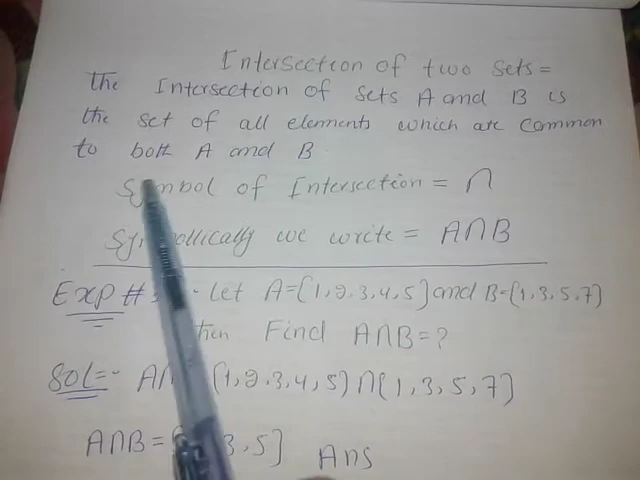 Intersection of two sets=
the Intersection of sets A and B is
the set of all elements which are common
to both A and B
Symbol of Intersection = ∩
we write = A∩B
Exp # Let A={1,2.3,4,5} and B={1,3,5,7}
Find A∩B=?
Sol=- {1,2.3,4,5}∩{1,3,5,7}
A∩B= 3,5] Ans